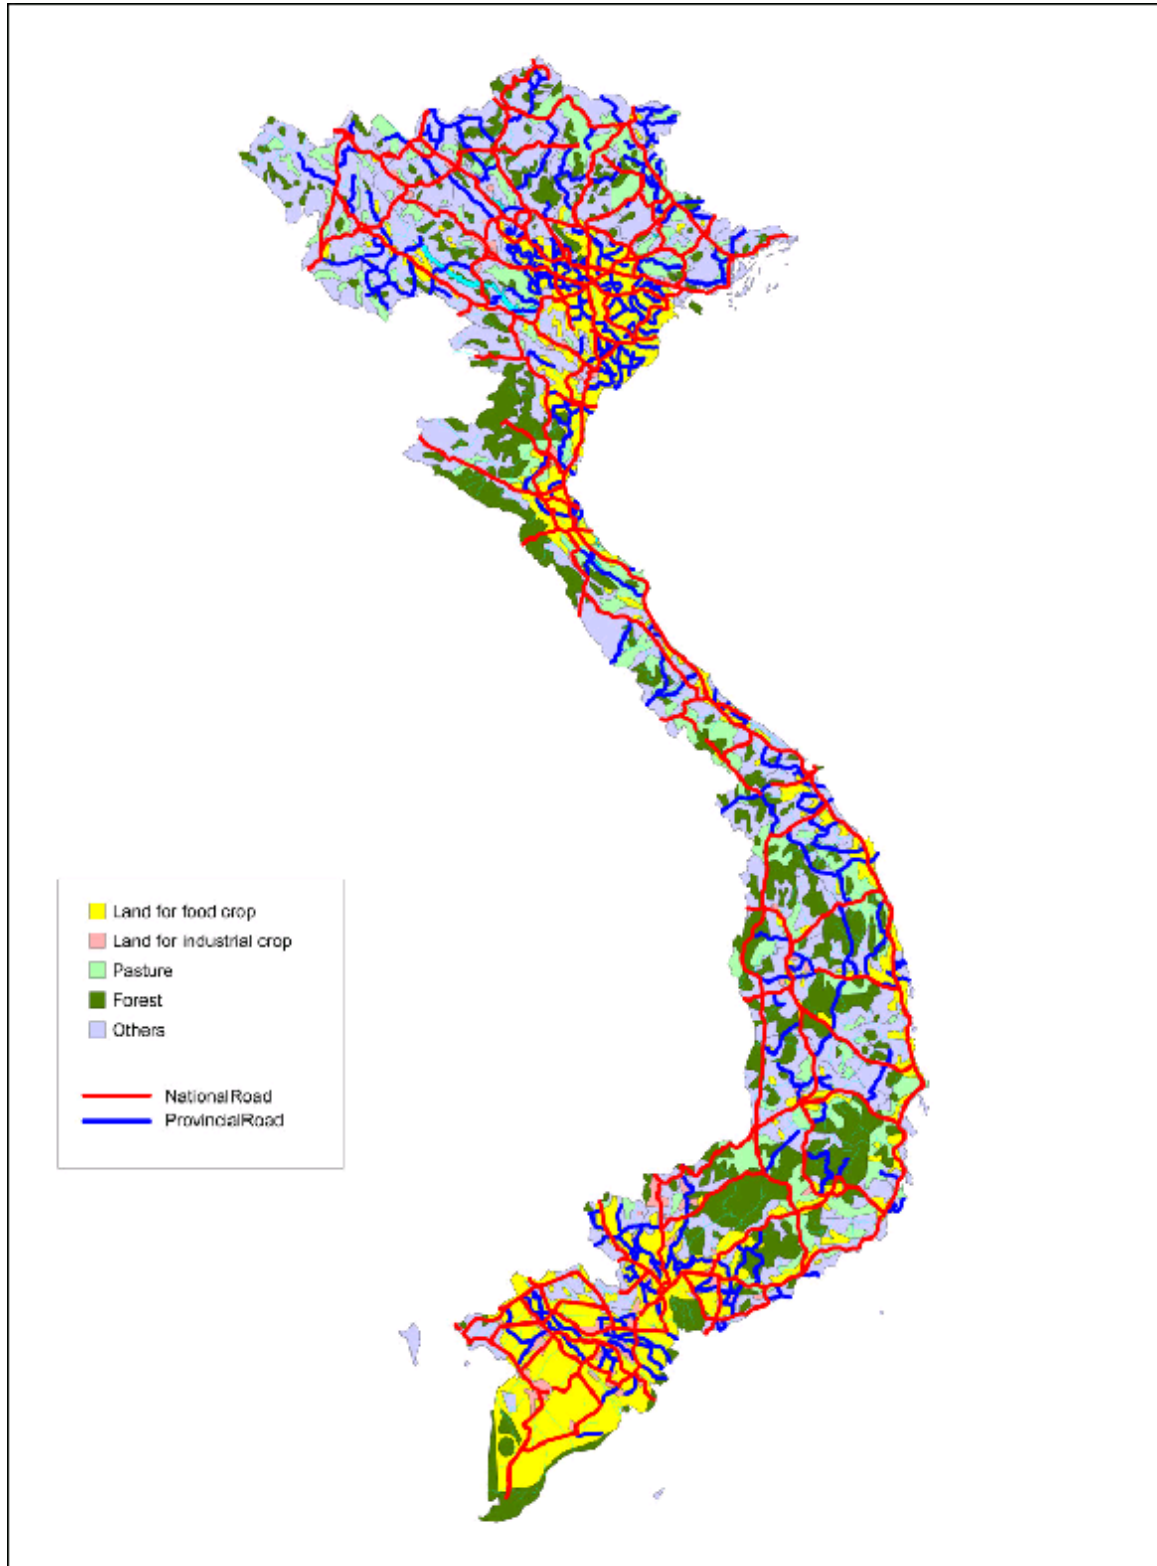 Land for food crop
Land for industrial crop
Pasture
Forest
Others
NationalRoad
ProvincialRoad